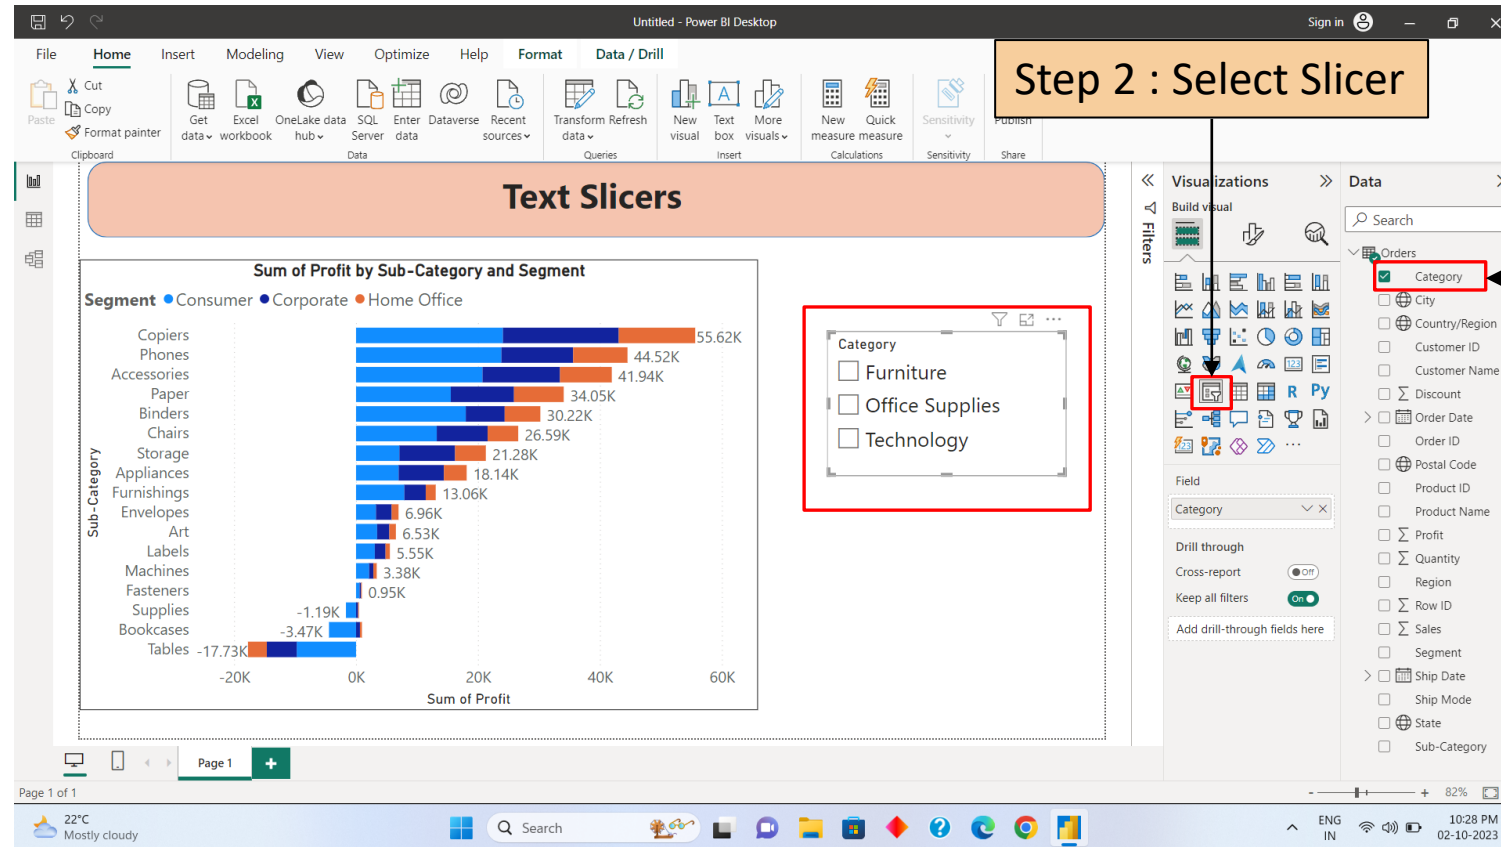 Untitled - Power BI Desktop
Sign in
File Home Insert Modeling View Optimize Help Format Data / Drill
Step 2 : Select Slicer
Paste
Cut
Copy
Format painter
Get data
Excel workbook
OneLake data hub
SQL Server
Enter data
Dataverse
Recent sources
Transform data
Refresh
New visual
Text box
More visuals
New measure
Quick measure
Sensitivity
Publish
Clipboard
Data
Queries
Insert
Calculations
Sensitivity
Share
Text Slicers
Sum of Profit by Sub-Category and Segment
Segment Consumer Corporate Home Office
Sub-Category
Copiers 55.62K
Phones 44.52K
Accessories 41.94K
Paper 34.05K
Binders 30.22K
Chairs 26.59K
Storage 21.28K
Appliances 18.14K
Furnishings 13.06K
Envelopes 6.96K
Art 6.53K
Labels 5.55K
Machines 3.38K
Fasteners 0.95K
Supplies -1.19K
Bookcases -3.47K
Tables -17.73K
-20K 0K 20K 40K 60K
Sum of Profit
Category
Furniture
Office Supplies
Technology
Filters
Visualizations
Build visual
123
R Py
123
Field
Category
Drill through
Cross-report Off
Keep all filters On
Add drill-through fields here
Data
Search
Orders
Category
City
Country/Region
Customer ID
Customer Name
Discount
Order Date
Order ID
Postal Code
Product ID
Product Name
Profit
Quantity
Region
Row ID
Sales
Segment
Ship Date
Ship Mode
State
Sub-Category
Page 1
Page 1 of 1
82%
22°C
Mostly cloudy
Search
ENG
IN
10:28 PM
02-10-2023